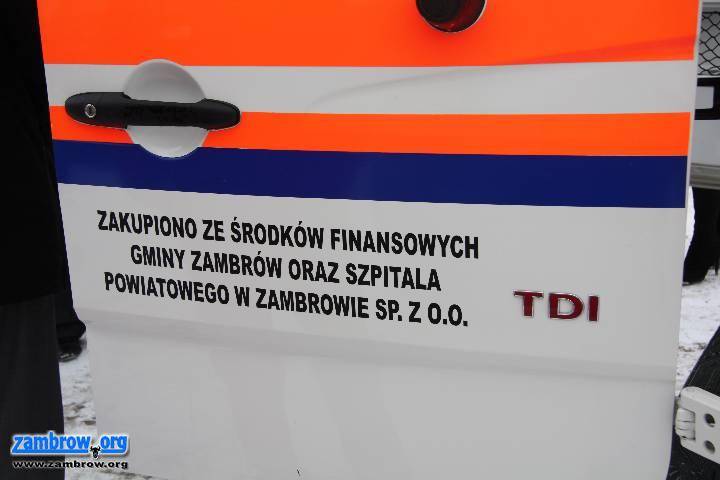 ZAKUPIONO ZE ŚRODKÓW FINANSOWYCH
GMINY ZAMBRÓW ORAZ SZPITALA
POWIATOWEGO W ZAMBROWIE SP. Z O.O.
TDI
zambrow.org
www.zambrow.org